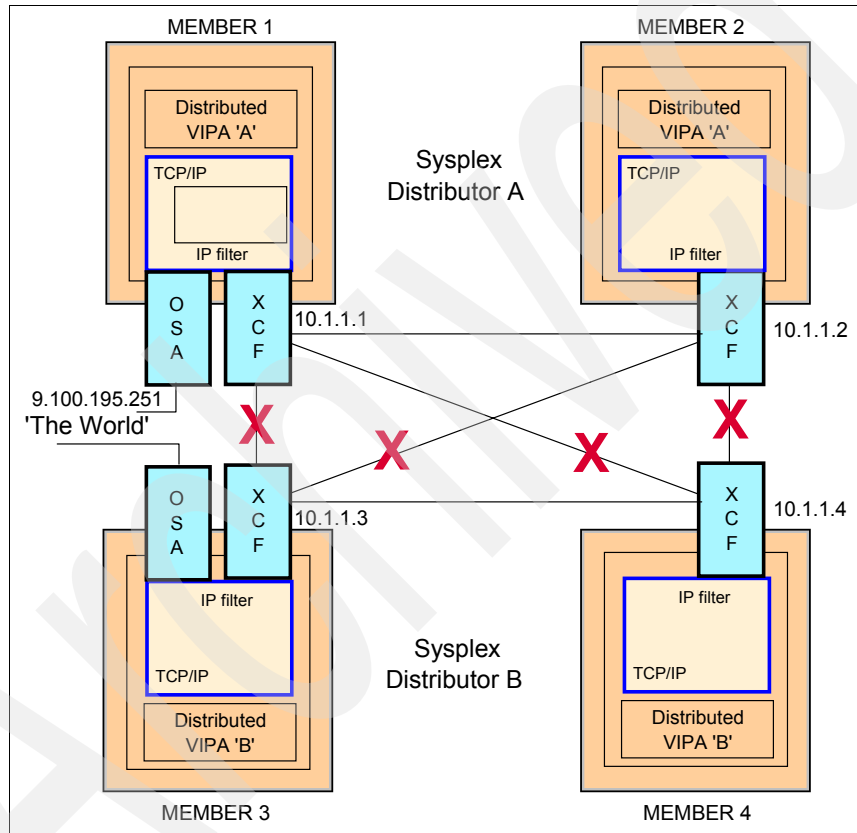 MEMBER 1
MEMBER 2
Distributed
VIPA 'A'
Distributed
VIPA 'A'
Sysplex
Distributor A
TCP/IP
TCP/IP
IP filter
IP filter
O
S
A
X
C
F
X
C
F
10.1.1.1
10.1.1.2
9.100.195.251
'The World'
X
X
X
X
O
S
A
X
C
F
X
C
F
10.1.1.3
10.1.1.4
IP filter
IP filter
Sysplex
Distributor B
TCP/IP
TCP/IP
Distributed
VIPA 'B'
Distributed
VIPA 'B'
MEMBER 3
MEMBER 4
Archived